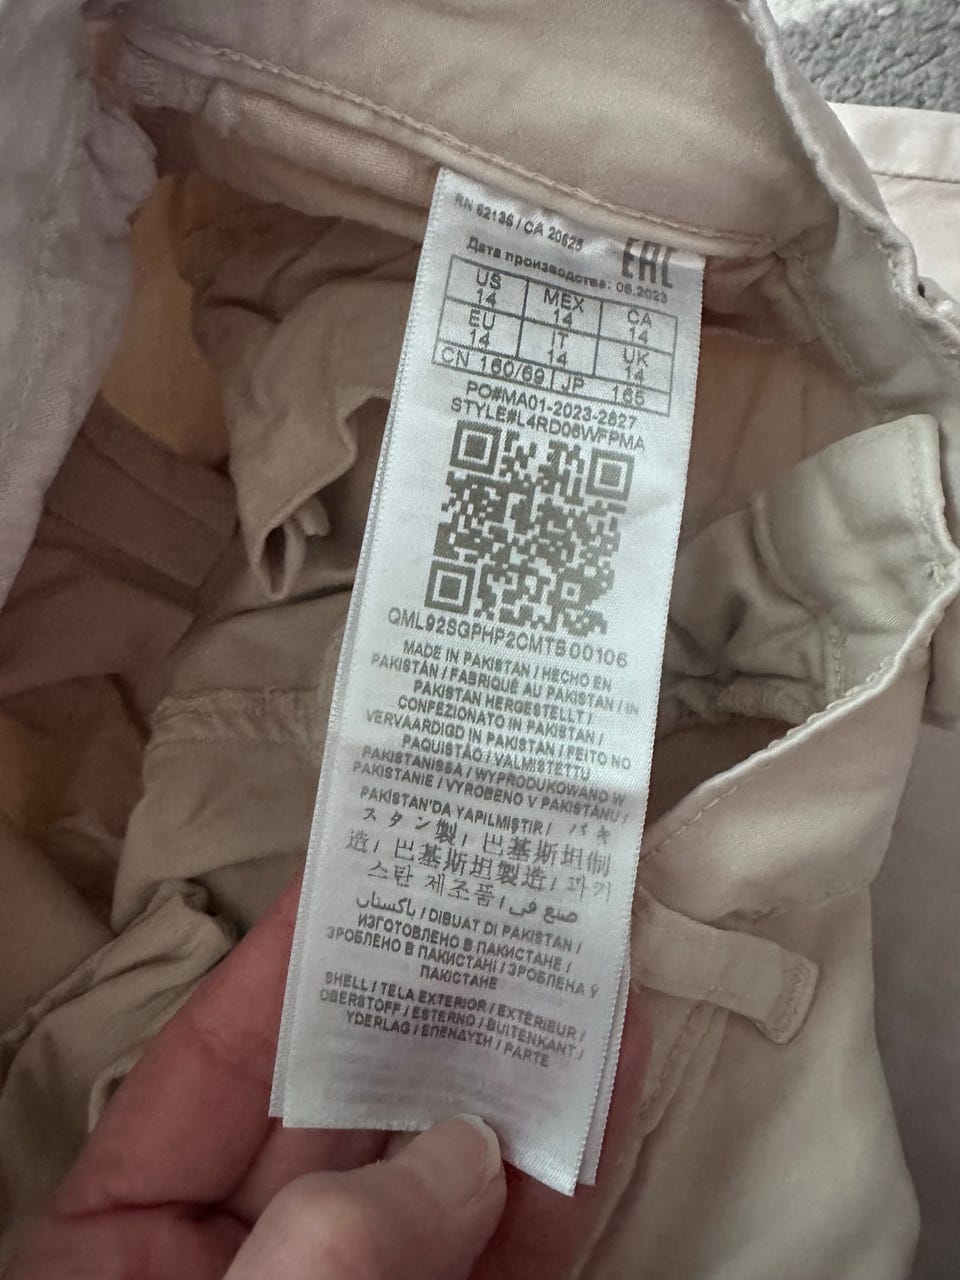 RN 62136 / CA 20625
EAC
Дата производства: 08.2023
US 14 MEX 14 CA 14
EU 14 IT 14 UK 14
CN 160/69 JP 165
PO#MA01-2023-2827
STYLE#L4RD06WFPMA
QML92SGPHP2CMTB00106
MADE IN PAKISTAN / HECHO EN
PAKISTÁN / FABRIQUÉ AU PAKISTAN / IN
PAKISTAN HERGESTELLT /
CONFEZIONATO IN PAKISTAN /
VERVAARDIGD IN PAKISTAN / FEITO NO
PAQUISTÃO / VALMISTETTU
PAKISTANISSA / WYPRODUKOWANO W
PAKISTANIE / VYROBENO V PÁKISTÁNU /
PAKISTAN'DA YAPILMIŞTIR / パキ
スタン製 / 巴基斯坦制
造 / 巴基斯坦製造 / 파키
스탄 제조품 / صنع في
باكستان / DIBUAT DI PAKISTAN /
ИЗГОТОВЛЕНО В ПАКИСТАНЕ /
ЗРОБЛЕНО В ПАКИСТАНІ / ЗРОБЛЕНА Ў
ПАКІСТАНЕ
SHELL / TELA EXTERIOR / EXTÉRIEUR /
OBERSTOFF / ESTERNO / BUITENKANT /
YDERLAG / ΕΠΕΝΔΥΣΗ / PARTE